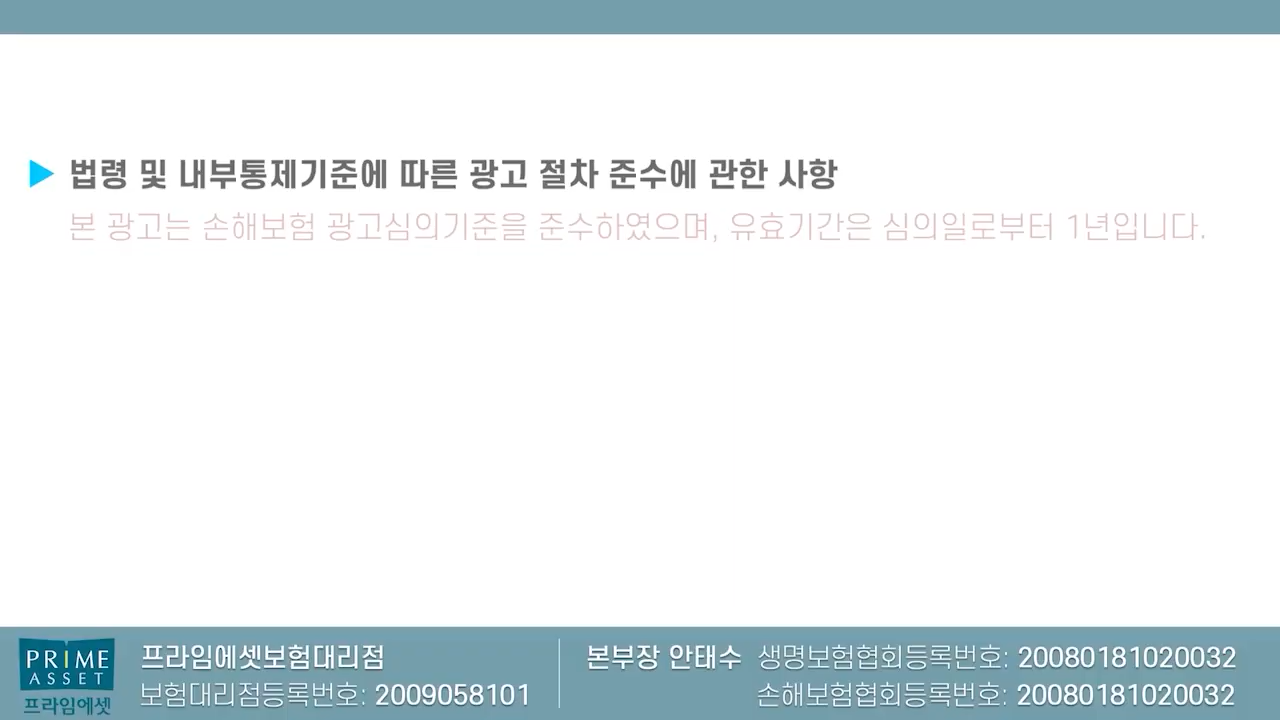 ▶ 법령 및 내부통제기준에 따른 광고 절차 준수에 관한 사항
본 광고는 손해보험 광고심의기준을 준수하였으며, 유효기간은 심의일로부터 1년입니다.
PRIME
ASSET
프라임에셋
프라임에셋보험대리점
보험대리점등록번호: 2009058101
본부장 안태수 생명보험협회등록번호: 20080181020032
손해보험협회등록번호: 20080181020032